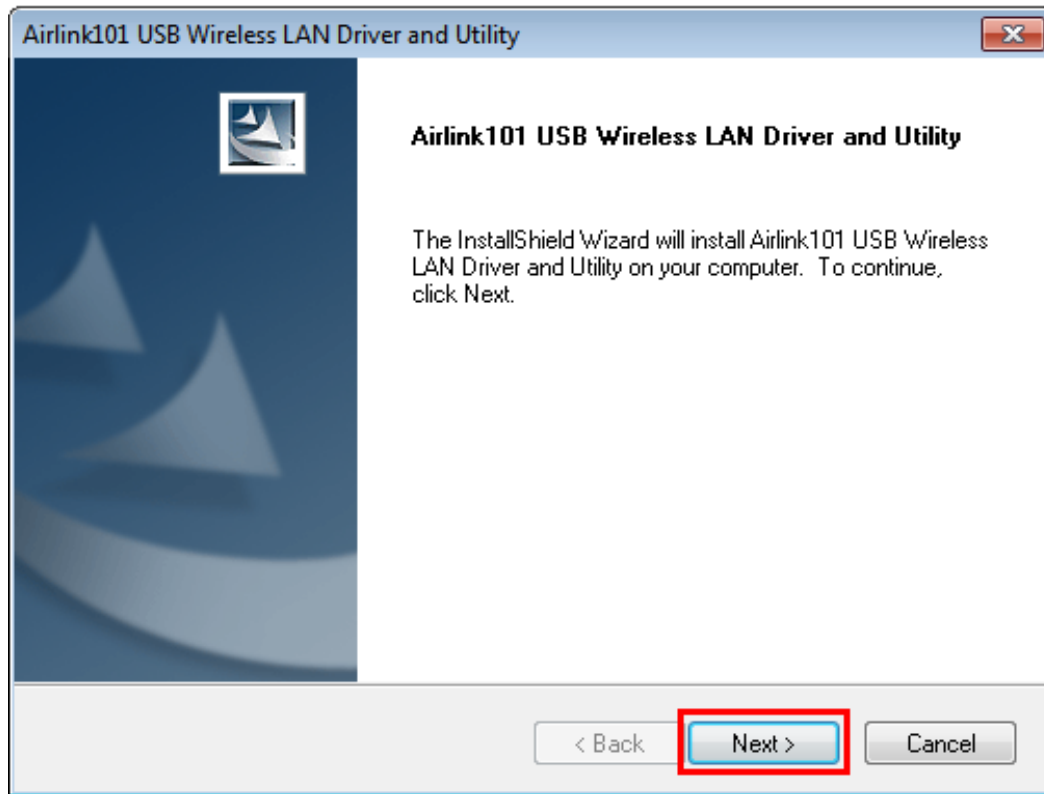 Airlink101 USB Wireless LAN Driver and Utility
Airlink101 USB Wireless LAN Driver and Utility
The InstallShield Wizard will install Airlink101 USB Wireless
LAN Driver and Utility on your computer.  To continue,
click Next.
< Back
Next >
Cancel